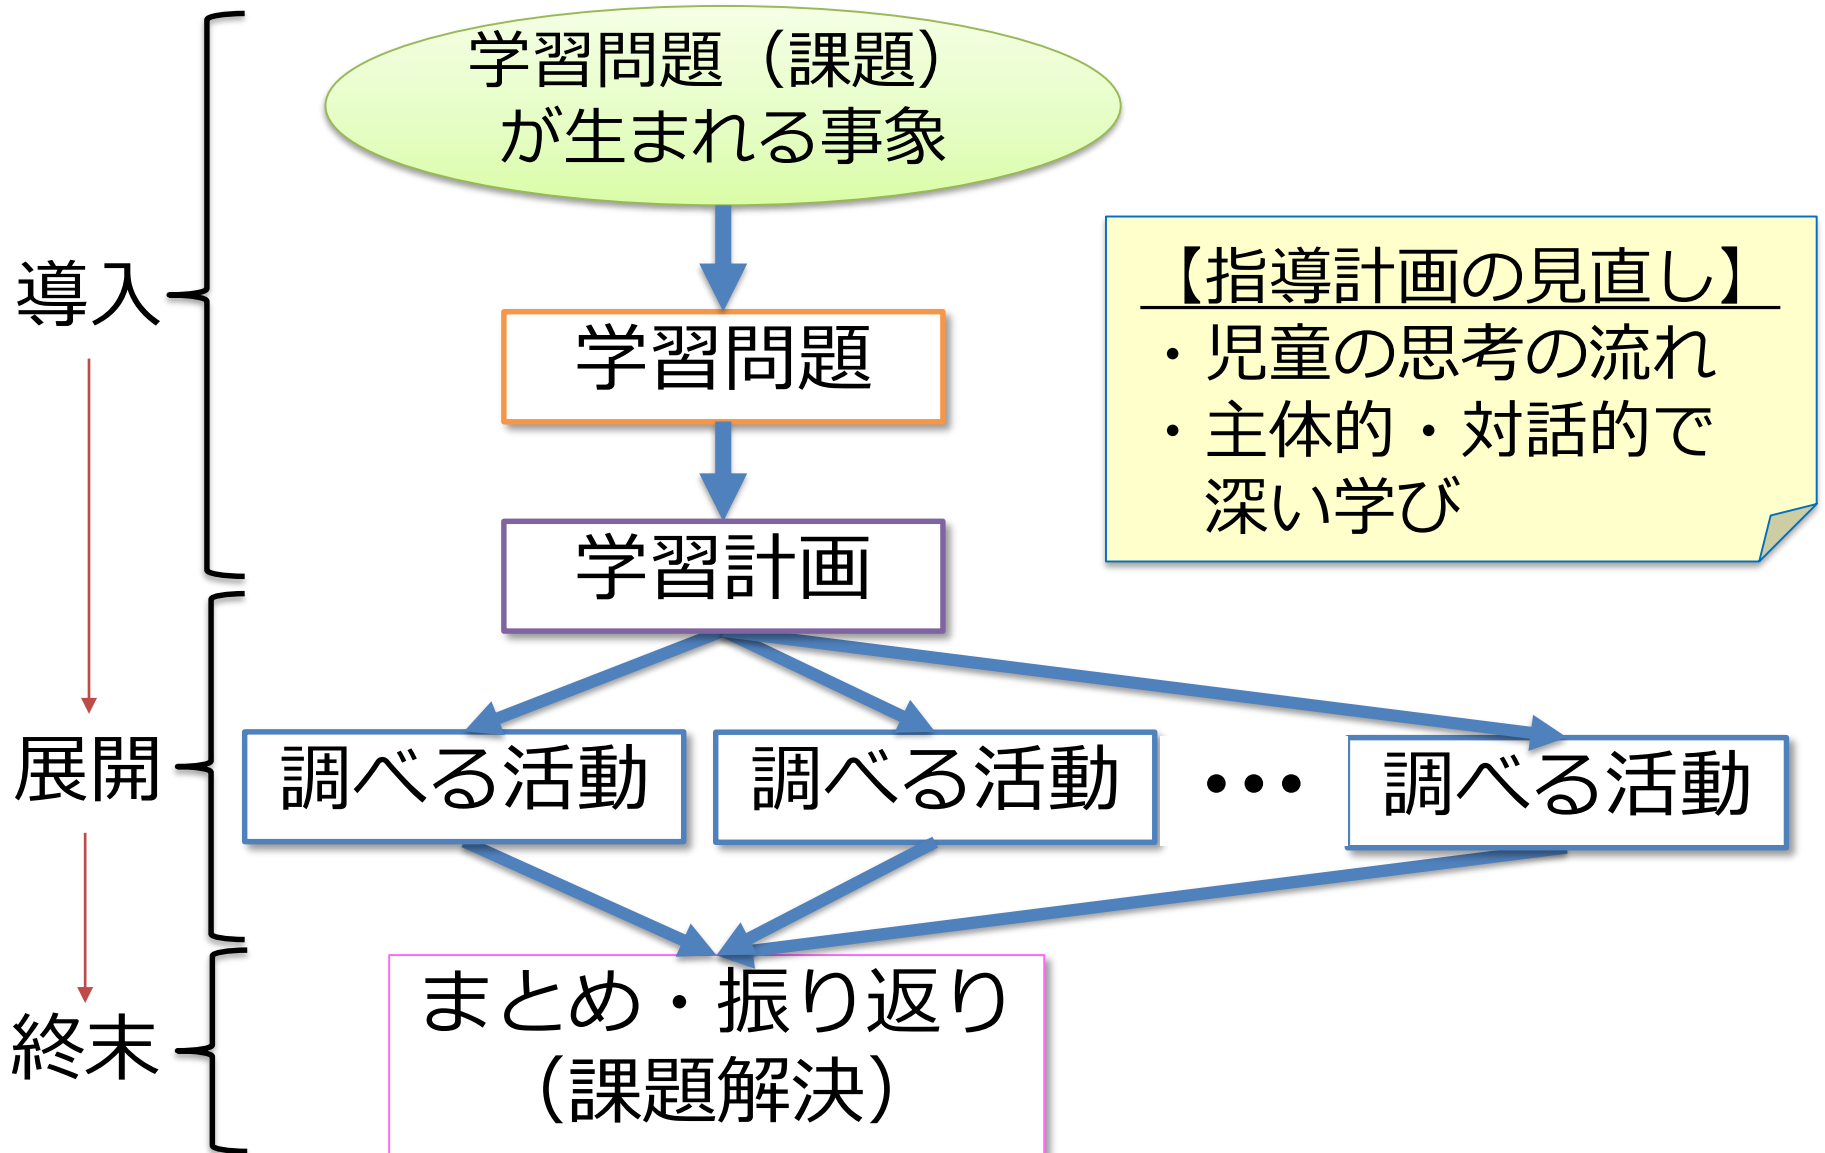 学習問題（課題）
が生まれる事象
導入
学習問題
【指導計画の見直し】
・児童の思考の流れ
・主体的・対話的で
深い学び
学習計画
展開
調べる活動
調べる活動
・・・
調べる活動
終末
まとめ・振り返り
（課題解決）